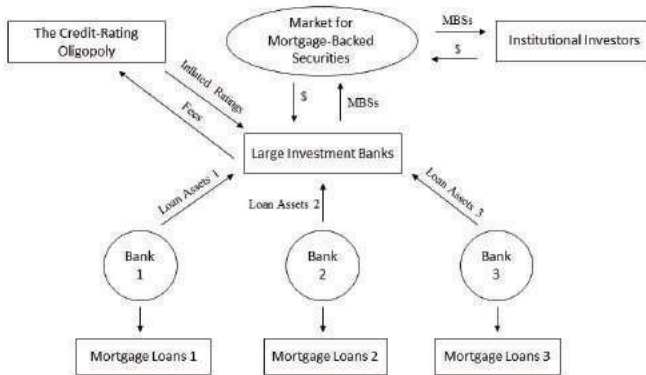 The Credit-Rating
Oligopoly
Market for
Mortgage-Backed
Securities
MBSs
$
Institutional Investors
Inflated Ratings
Fees
$
MBSs
Large Investment Banks
Loan Assets 1
Loan Assets 2
Loan Assets 3
Bank
1
Bank
2
Bank
3
Mortgage Loans 1
Mortgage Loans 2
Mortgage Loans 3